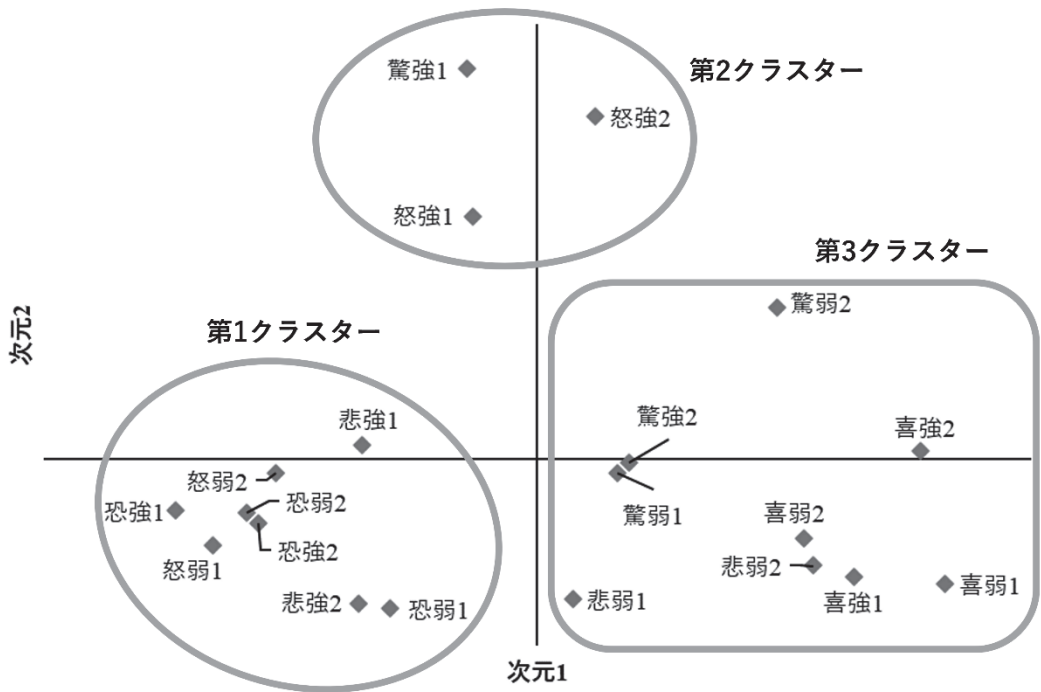 驚強1
第2クラスター
怒強2
怒強1
第3クラスター
驚弱2
次元2
第1クラスター
悲強1
驚強2
喜強2
怒弱2
恐弱2
恐強1
驚弱1
喜弱2
恐強2
怒弱1
悲弱2
喜弱1
悲強2
恐弱1
悲弱1
喜強1
次元1